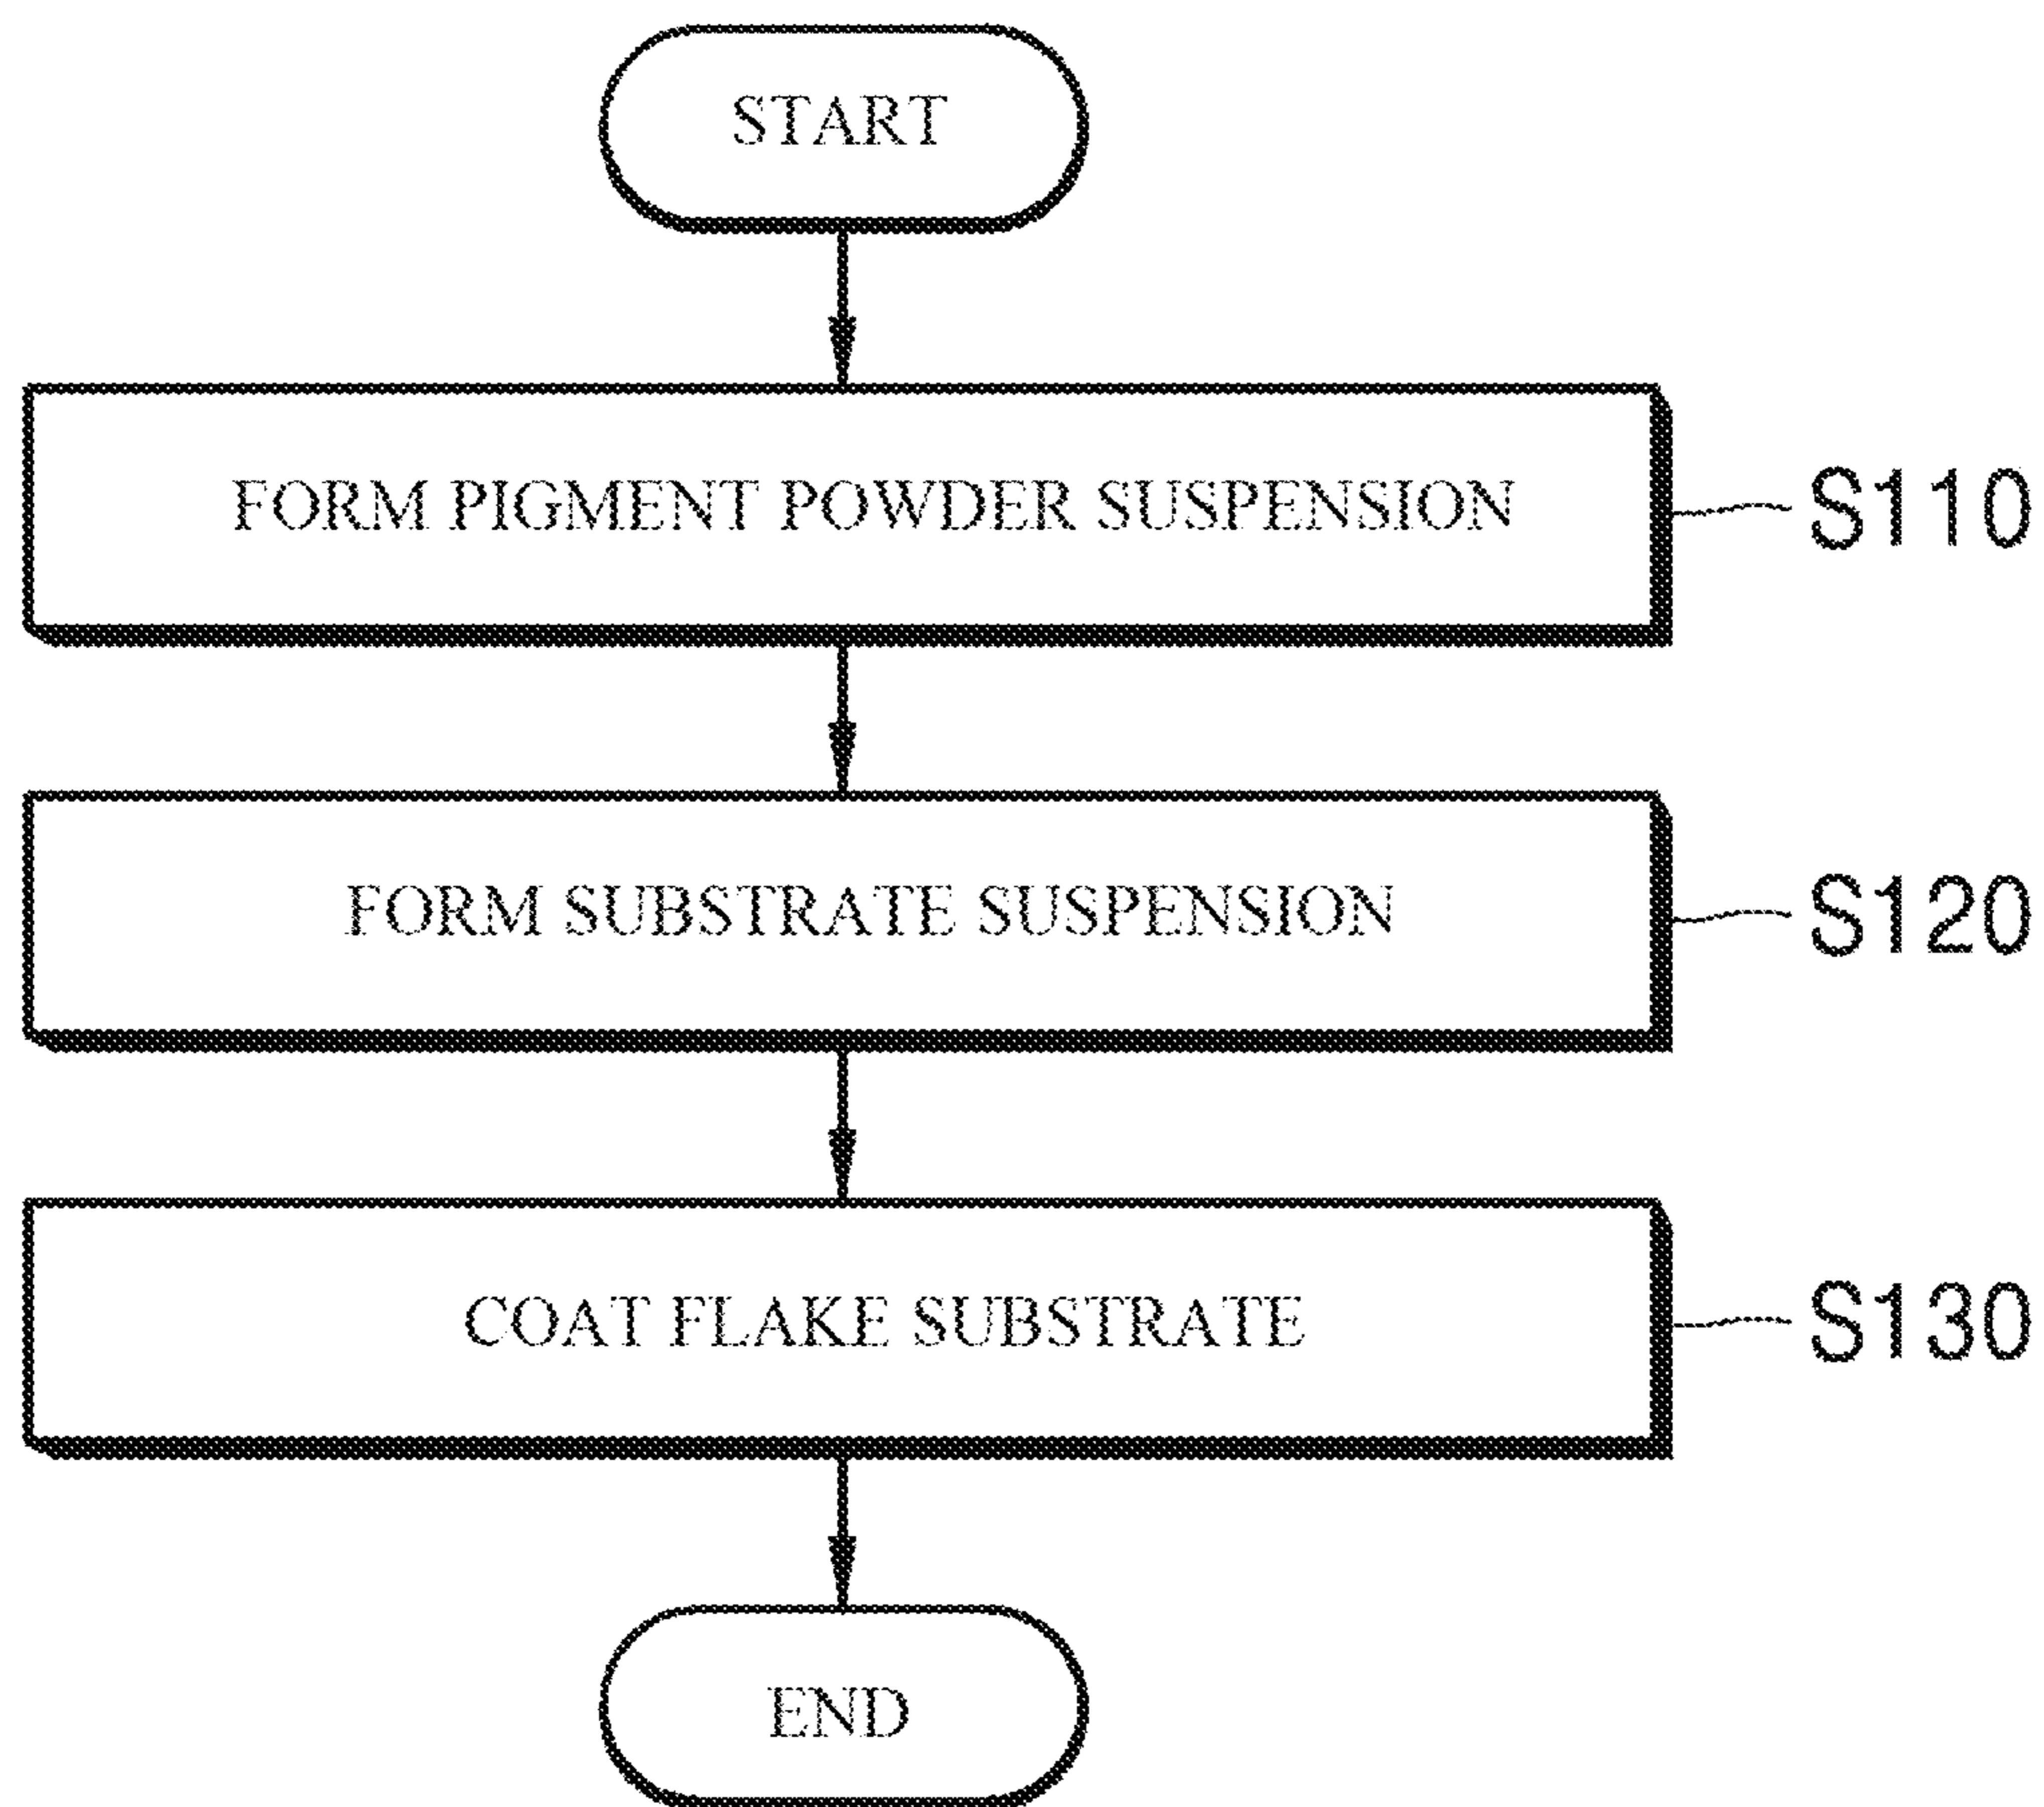 START
FORM PIGMENT POWDER SUSPENSION
S110
FORM SUBSTRATE SUSPENSION
S120
COAT FLAKE SUBSTRATE
S130
END